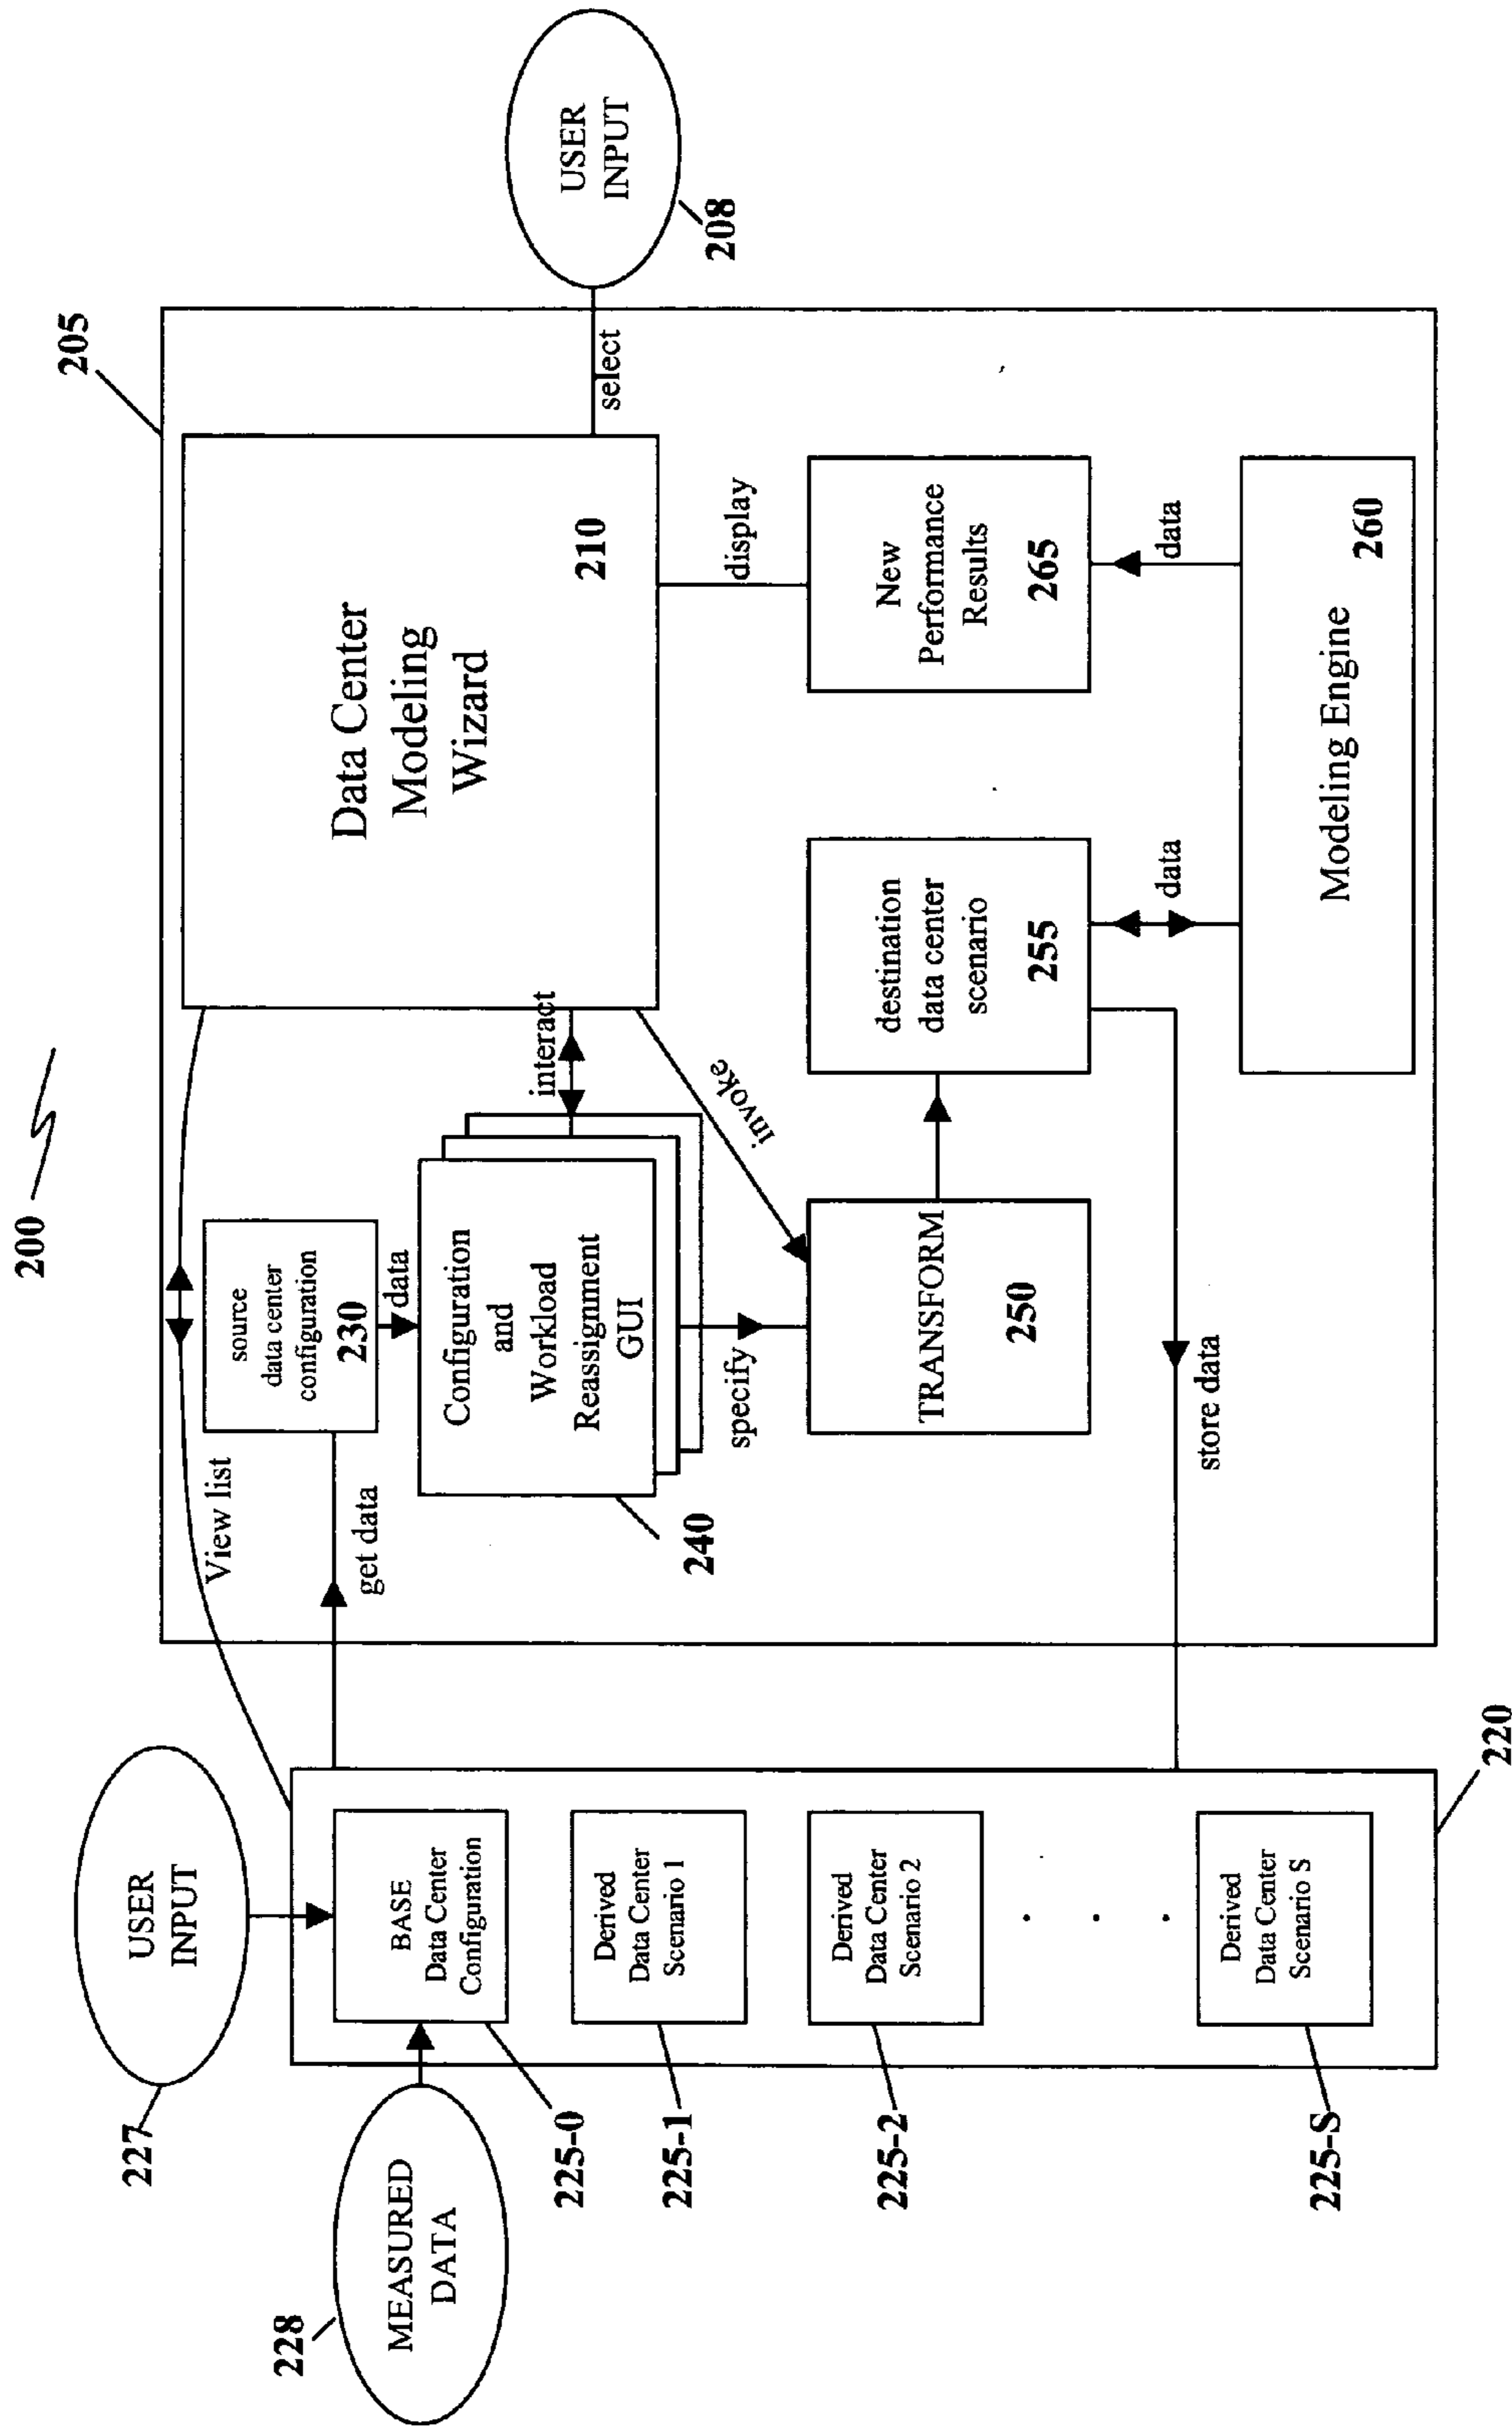 200
205
227
USER
INPUT
228
MEASURED
DATA
BASE
Data Center
Configuration
225-0
Derived
Data Center
Scenario 1
225-1
Derived
Data Center
Scenario 2
225-2
. . .
Derived
Data Center
Scenario S
225-S
220
View list
get data
source
data center
configuration
230
data
Configuration
and
Workload
Reassignment
GUI
240
interact
specify
invoke
TRANSFORM
250
store data
Data Center
Modeling
Wizard
210
select
USER
INPUT
208
display
destination
data center
scenario
255
data
New
Performance
Results
265
data
Modeling Engine
260